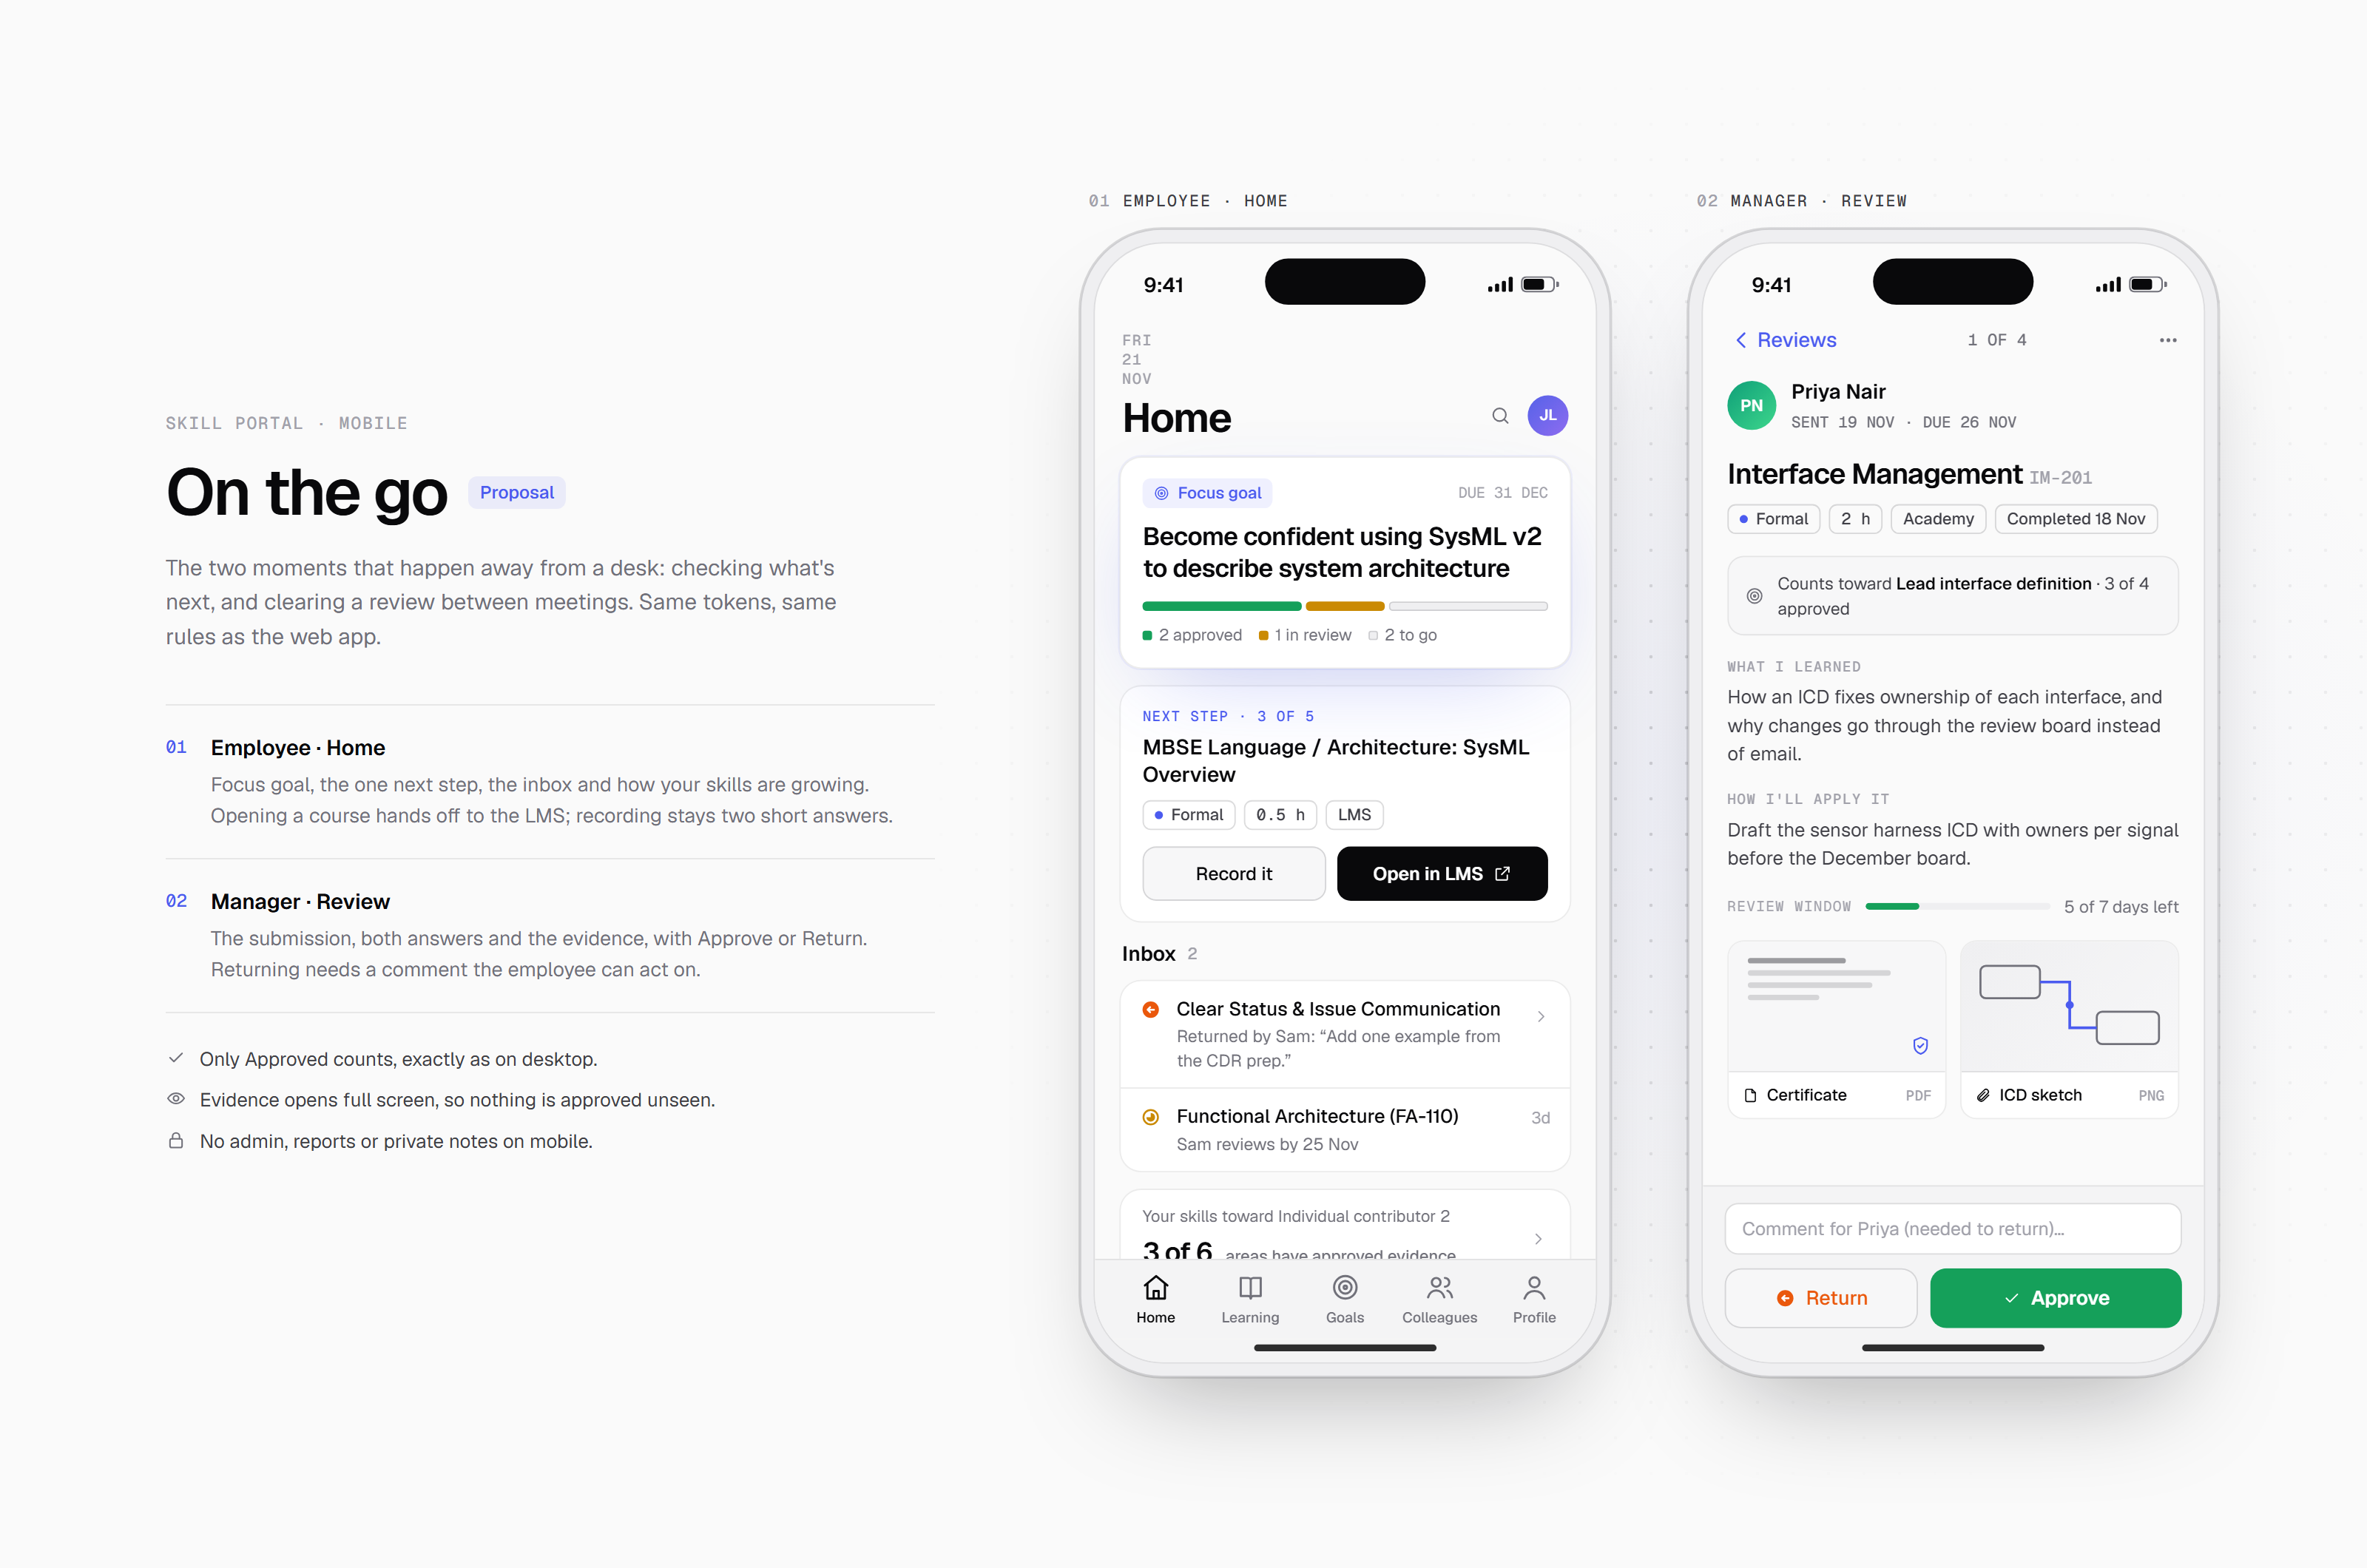 SKILL PORTAL · MOBILE
On the go
Proposal
The two moments that happen away from a desk: checking what's
next, and clearing a review between meetings. Same tokens, same
rules as the web app.
01 Employee · Home
Focus goal, the one next step, the inbox and how your skills are growing.
Opening a course hands off to the LMS; recording stays two short answers.
02 Manager · Review
The submission, both answers and the evidence, with Approve or Return.
Returning needs a comment the employee can act on.
Only Approved counts, exactly as on desktop.
Evidence opens full screen, so nothing is approved unseen.
No admin, reports or private notes on mobile.
01 EMPLOYEE · HOME
9:41
FRI
21
NOV
Home
JL
Focus goal
DUE 31 DEC
Become confident using SysML v2
to describe system architecture
2 approved
1 in review
2 to go
NEXT STEP · 3 OF 5
MBSE Language / Architecture: SysML
Overview
Formal
0.5 h
LMS
Record it
Open in LMS
Inbox 2
Clear Status & Issue Communication
Returned by Sam: “Add one example from
the CDR prep.”
Functional Architecture (FA-110)
3d
Sam reviews by 25 Nov
Your skills toward Individual contributor 2
3 of 6 areas have approved evidence
Home
Learning
Goals
Colleagues
Profile
02 MANAGER · REVIEW
9:41
Reviews
1 OF 4
PN
Priya Nair
SENT 19 NOV · DUE 26 NOV
Interface Management IM-201
Formal
2 h
Academy
Completed 18 Nov
Counts toward Lead interface definition · 3 of 4
approved
WHAT I LEARNED
How an ICD fixes ownership of each interface, and
why changes go through the review board instead
of email.
HOW I'LL APPLY IT
Draft the sensor harness ICD with owners per signal
before the December board.
REVIEW WINDOW
5 of 7 days left
Certificate
PDF
ICD sketch
PNG
Comment for Priya (needed to return)…
Return
Approve